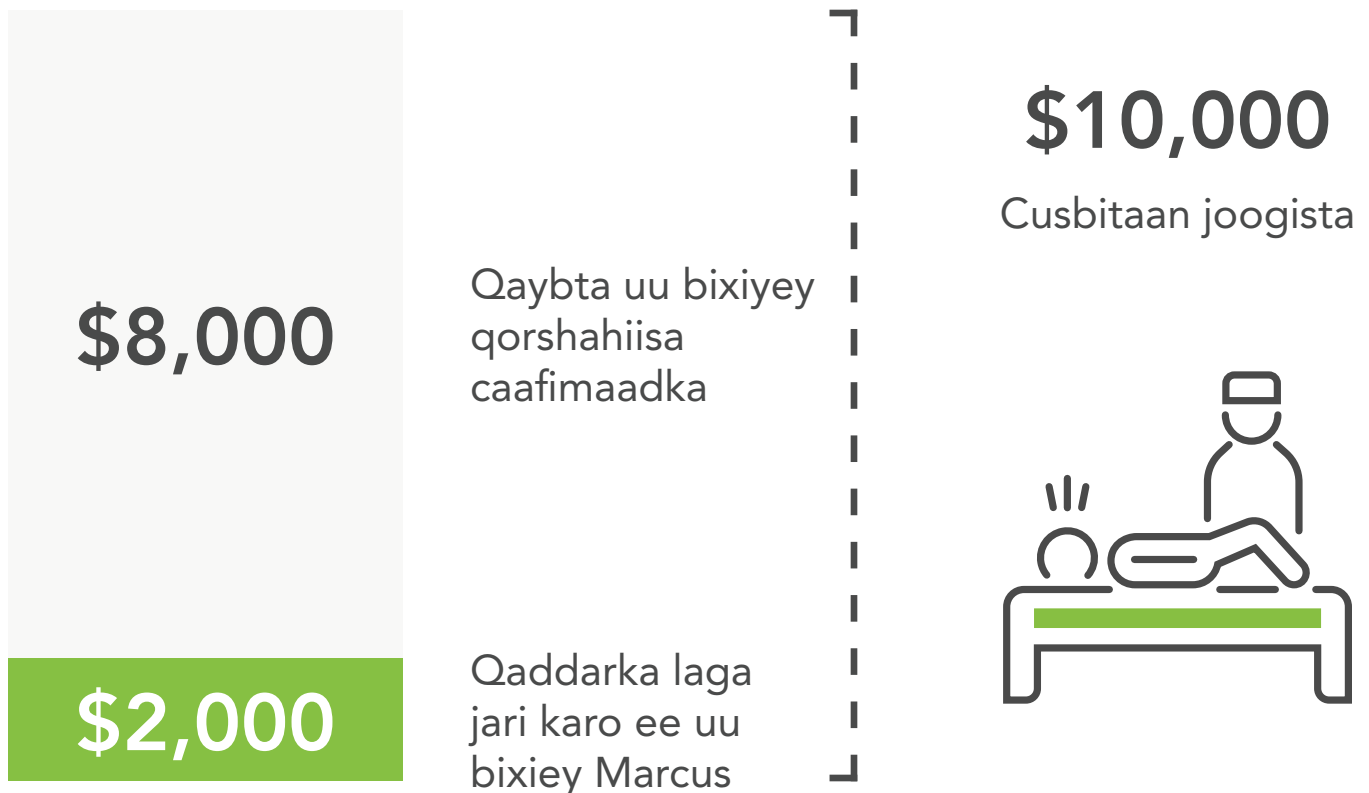 $8,000
Qaybta uu bixiyey
qorshahiisa
caafimaadka
$2,000
Qaddarka laga
jari karo ee uu
bixiey Marcus
$10,000
Cusbitaan joogista